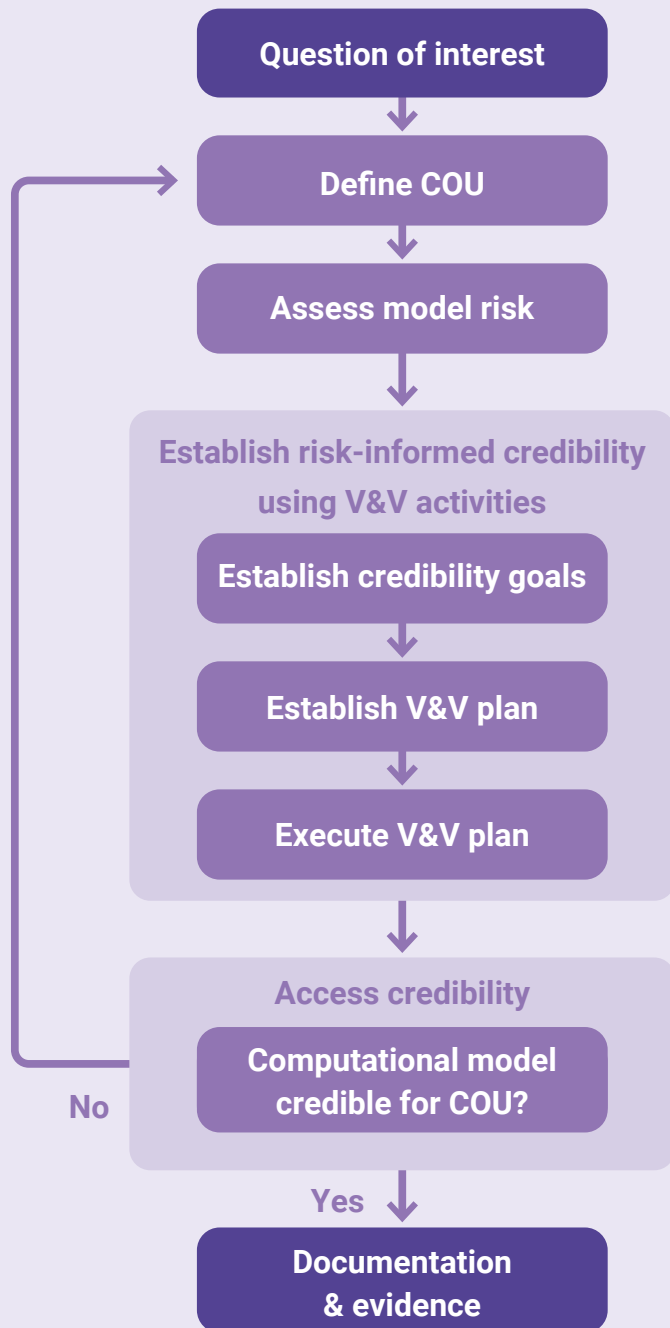 Question of interest
Define COU
Assess model risk
Establish risk-informed credibility
using V&V activities
Establish credibility goals
Establish V&V plan
Execute V&V plan
Access credibility
Computational model
credible for COU?
No
Yes
Documentation
& evidence